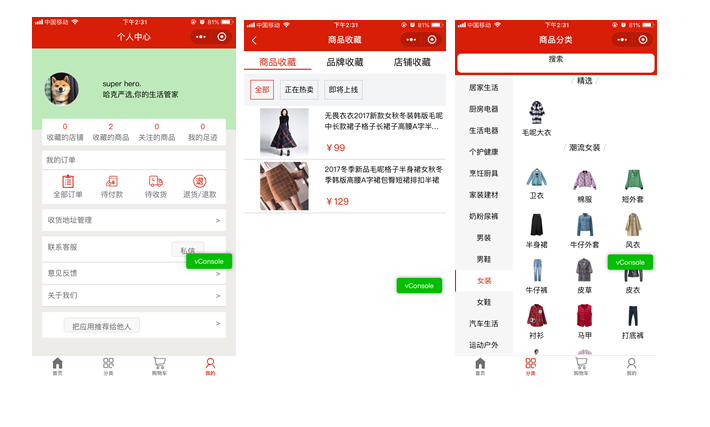 中国移动
下午2:31
81%
个人中心
super hero.
哈克严选,你的生活管家
0
2
0
0
收藏的店铺
收藏的商品
关注的商品
我的足迹
我的订单
全部订单
待付款
待收货
退
退货/退款
收货地址管理
>
联系客服
私信
vConsole
意见反馈
>
关于我们
>
把应用推荐给他人
>
首页
分类
购物车
我的
中国移动
下午2:31
81%
商品收藏
商品收藏
品牌收藏
店铺收藏
全部
正在热卖
即将上线
无畏衣衣2017新款女秋冬装韩版毛呢
中长款裙子格子长裙子高腰A字半...
¥99
2017冬季新品毛呢格子半身裙女秋冬
季韩版高腰A字裙包臀短裙排扣半裙
¥129
vConsole
中国移动
下午2:31
81%
商品分类
搜索
居家生活
厨房电器
生活电器
个护健康
烹饪厨具
家装建材
奶粉尿裤
男装
男鞋
女装
女鞋
汽车生活
运动户外
/ 精选 /
毛呢大衣
/ 潮流女装 /
卫衣
棉服
短外套
半身裙
牛仔外套
风衣
vConsole
牛仔裤
皮草
皮衣
衬衫
马甲
打底裤
首页
分类
购物车
我的